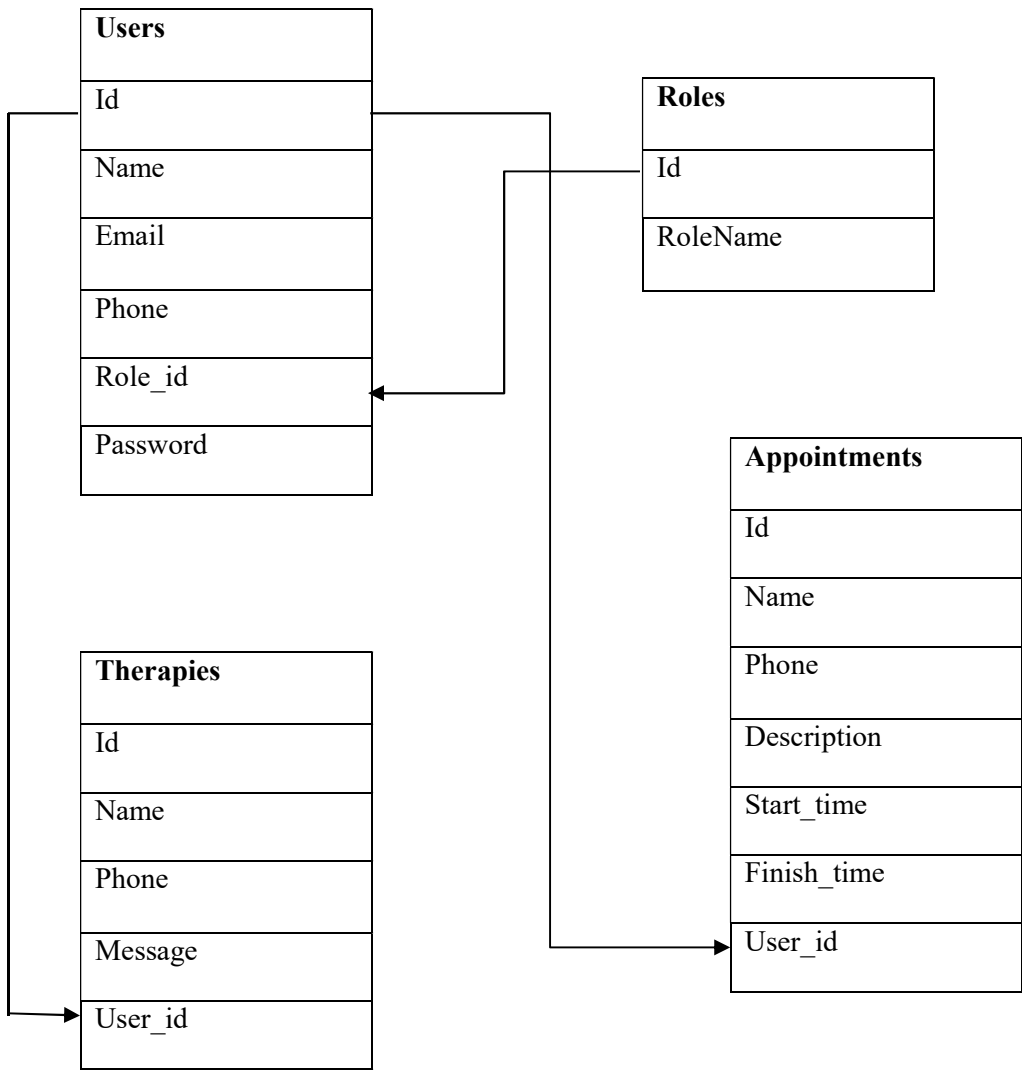 Users
Id
Name
Email
Phone
Role_id
Password
Roles
Id
RoleName
Appointments
Id
Name
Phone
Description
Start_time
Finish_time
User_id
Therapies
Id
Name
Phone
Message
User_id